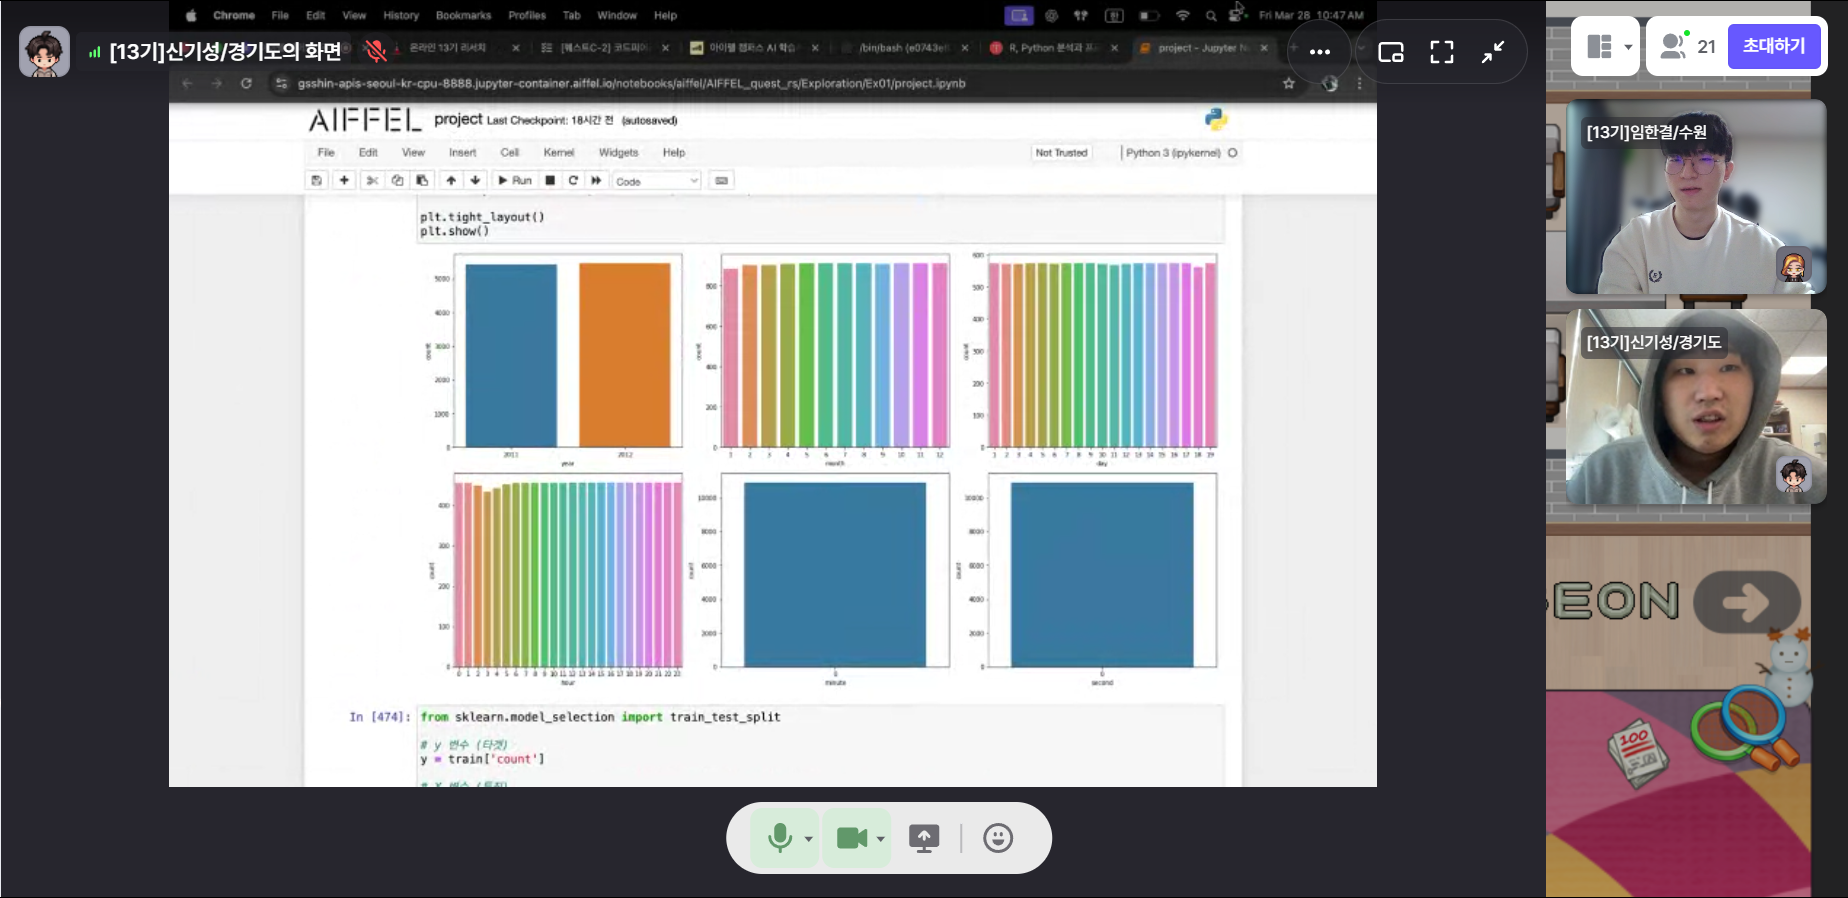 Chrome File Edit View History Bookmarks Profiles Tab Window Help
Fri Mar 28 10:47 AM
[13기]신기성/경기도의 화면
온라인 13기 리서치
[퀘스트C-2] 코드피
아이펠 캠퍼스 AI 학습
/bin/bash (e0743e
R, Python 분석과 프
project - Jupyter N
gsshin-apis-seoul-kr-cpu-8888.jupyter-container.aiffel.io/notebooks/aiffel/AIFFEL_quest_rs/Exploration/Ex01/project.ipynb
21
초대하기
AIFFEL project Last Checkpoint: 18시간 전 (autosaved)
File Edit View Insert Cell Kernel Widgets Help
Not Trusted
Python 3 (ipykernel)
Run
Code
plt.tight_layout()
plt.show()
5000
4000
3000
2000
1000
0
count
2011 2012
year
800
600
400
200
0
count
1 2 3 4 5 6 7 8 9 10 11 12
month
600
500
400
300
200
100
0
count
1 2 3 4 5 6 7 8 9 10 11 12 13 14 15 16 17 18 19
day
400
300
200
100
0
count
0 1 2 3 4 5 6 7 8 9 10 11 12 13 14 15 16 17 18 19 20 21 22 23
hour
10000
8000
6000
4000
2000
0
count
0
minute
10000
8000
6000
4000
2000
0
count
0
second
In [474]: from sklearn.model_selection import train_test_split
# y 변수 (타겟)
y = train['count']
# X 변수 (특징)
[13기]임한결/수원
[13기]신기성/경기도
EON
100